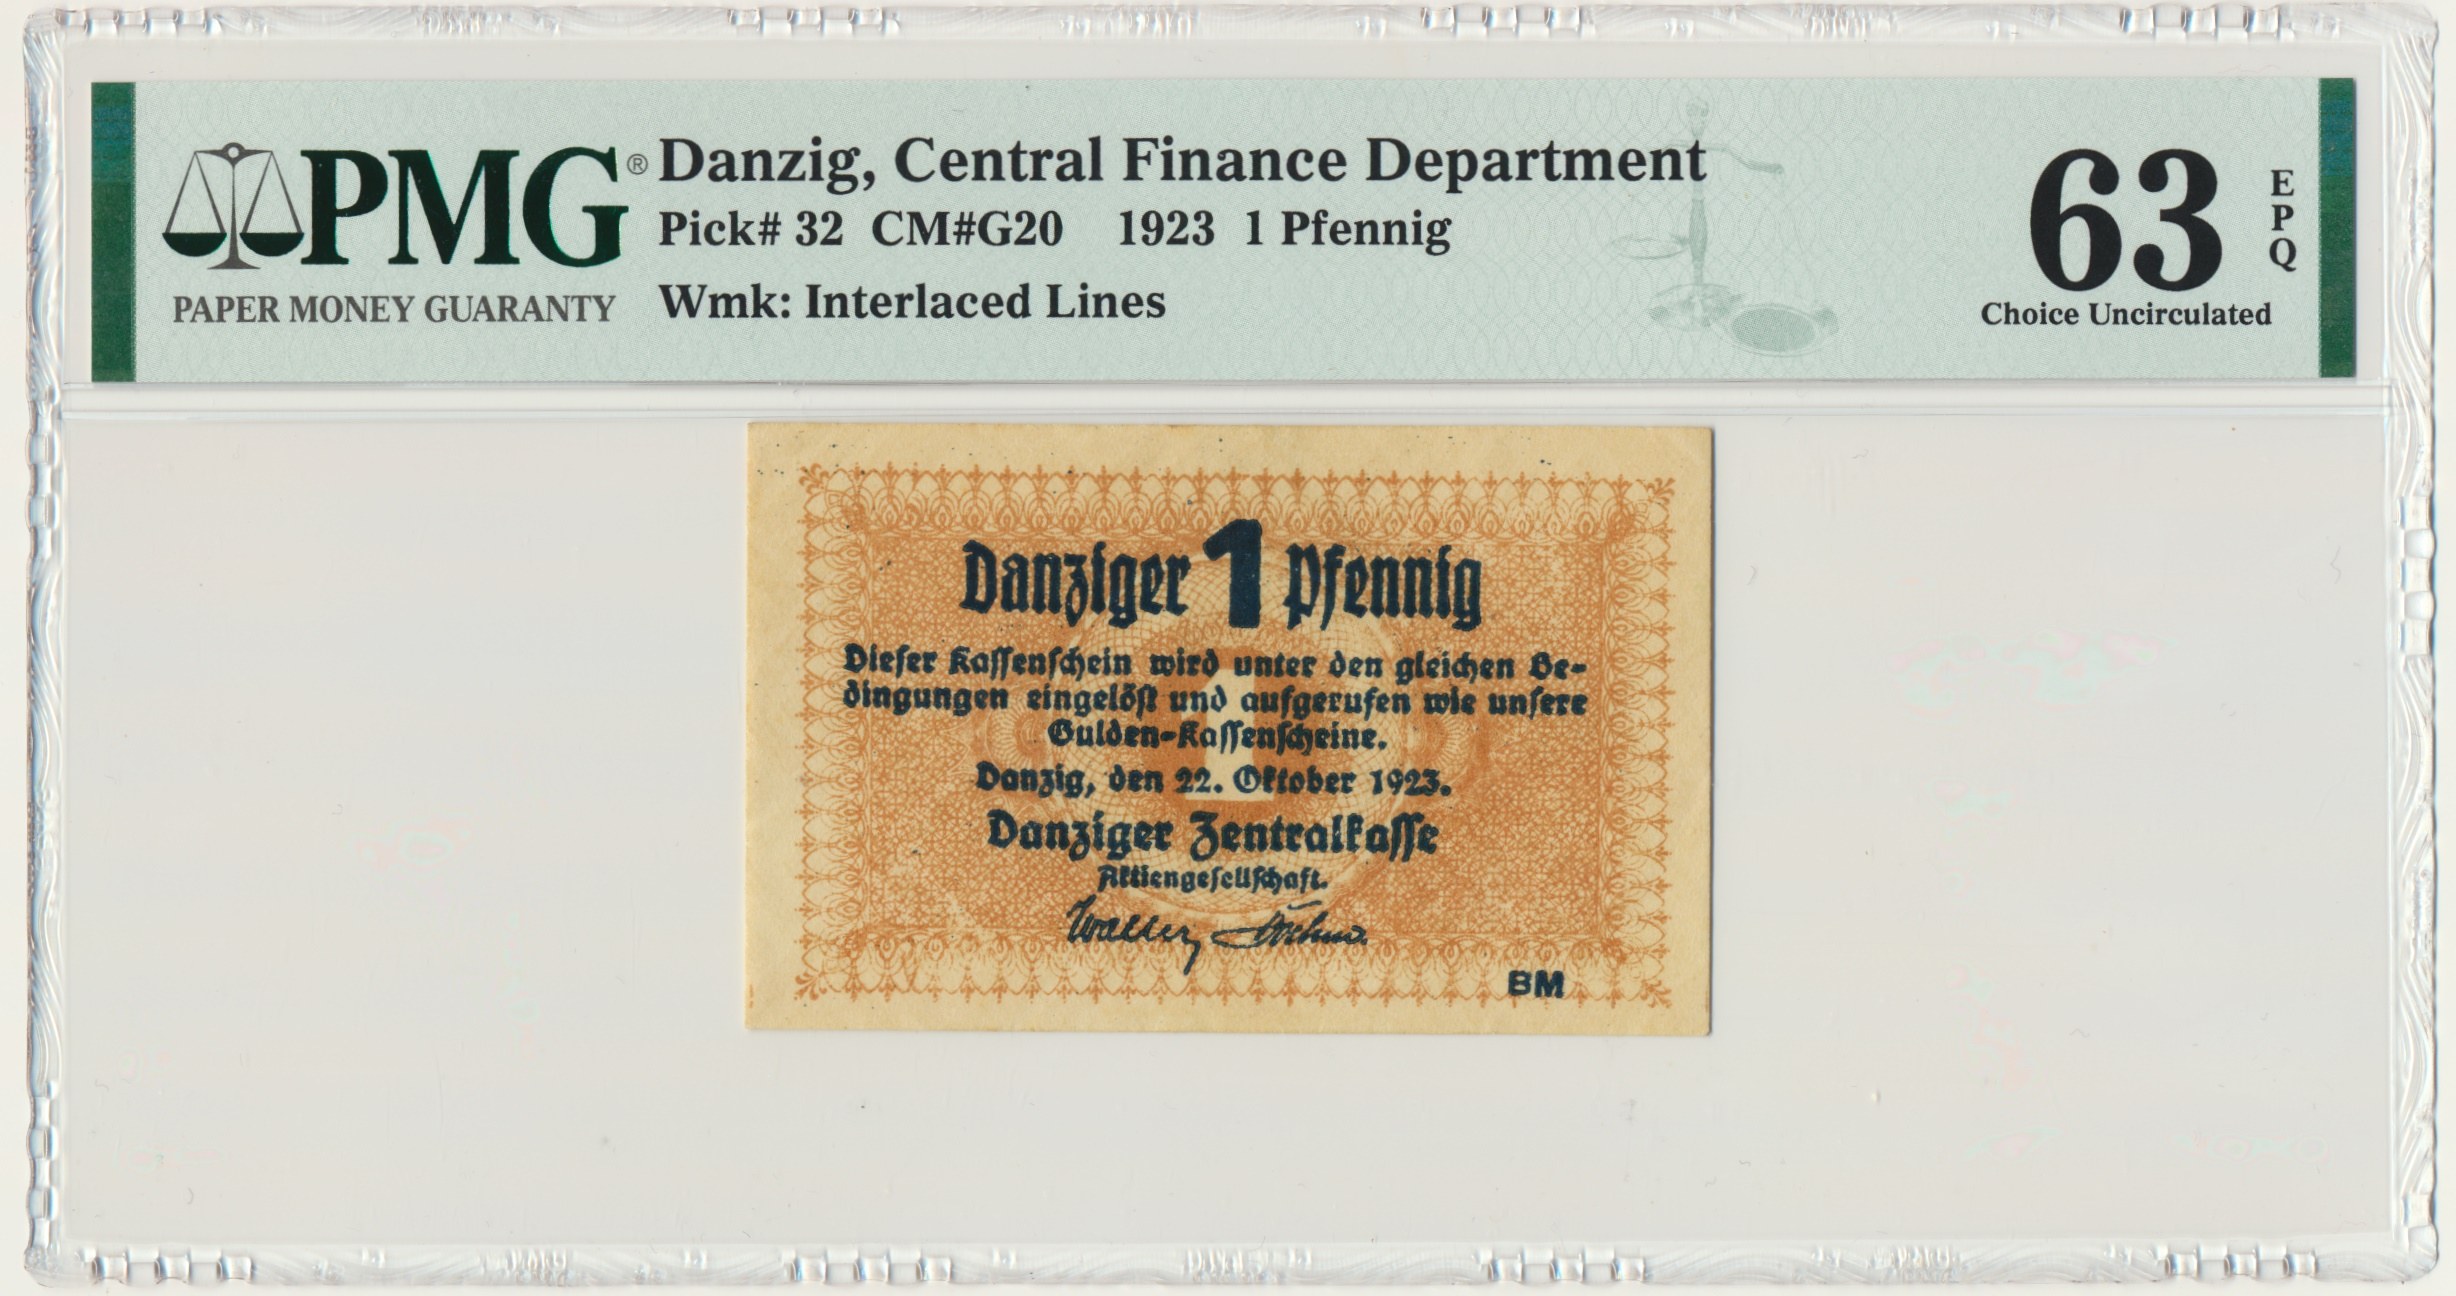 PMG®
PAPER MONEY GUARANTY
Danzig, Central Finance Department
Pick# 32 CM#G20 1923 1 Pfennig
Wmk: Interlaced Lines
63
EPQ
Choice Uncirculated
Danziger 1 Pfennig
Dieser Kassenschein wird unter den gleichen Be-
dingungen eingelöst und aufgerufen wie unsere
Gulden-Kassenscheine.
Danzig, den 22. Oktober 1923.
Danziger Zentralkasse
Aktiengesellschaft.
BM